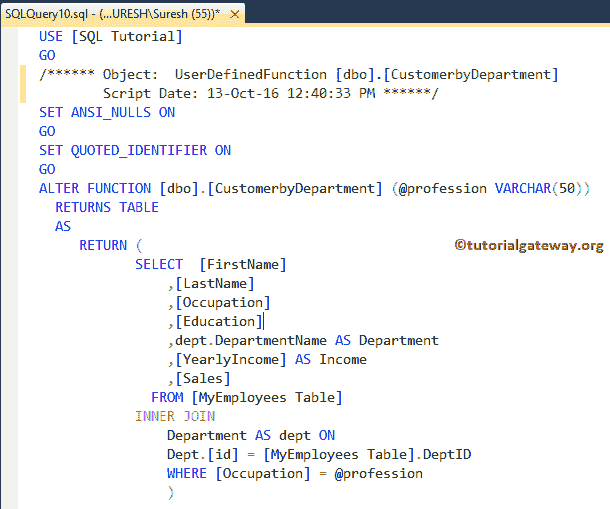 SQLQuery10.sql - (...URESH\Suresh (55))* ×
USE [SQL Tutorial]
GO
/****** Object:  UserDefinedFunction [dbo].[CustomerbyDepartment]
        Script Date: 13-Oct-16 12:40:33 PM ******/
SET ANSI_NULLS ON
GO
SET QUOTED_IDENTIFIER ON
GO
ALTER FUNCTION [dbo].[CustomerbyDepartment] (@profession VARCHAR(50))
  RETURNS TABLE
  AS
     RETURN (
©tutorialgateway.org
            SELECT  [FirstName]
                ,[LastName]
                ,[Occupation]
                ,[Education]
                ,dept.DepartmentName AS Department
                ,[YearlyIncome] AS Income
                ,[Sales]
              FROM [MyEmployees Table]
            INNER JOIN
                Department AS dept ON
                Dept.[id] = [MyEmployees Table].DeptID
                WHERE [Occupation] = @profession
                )